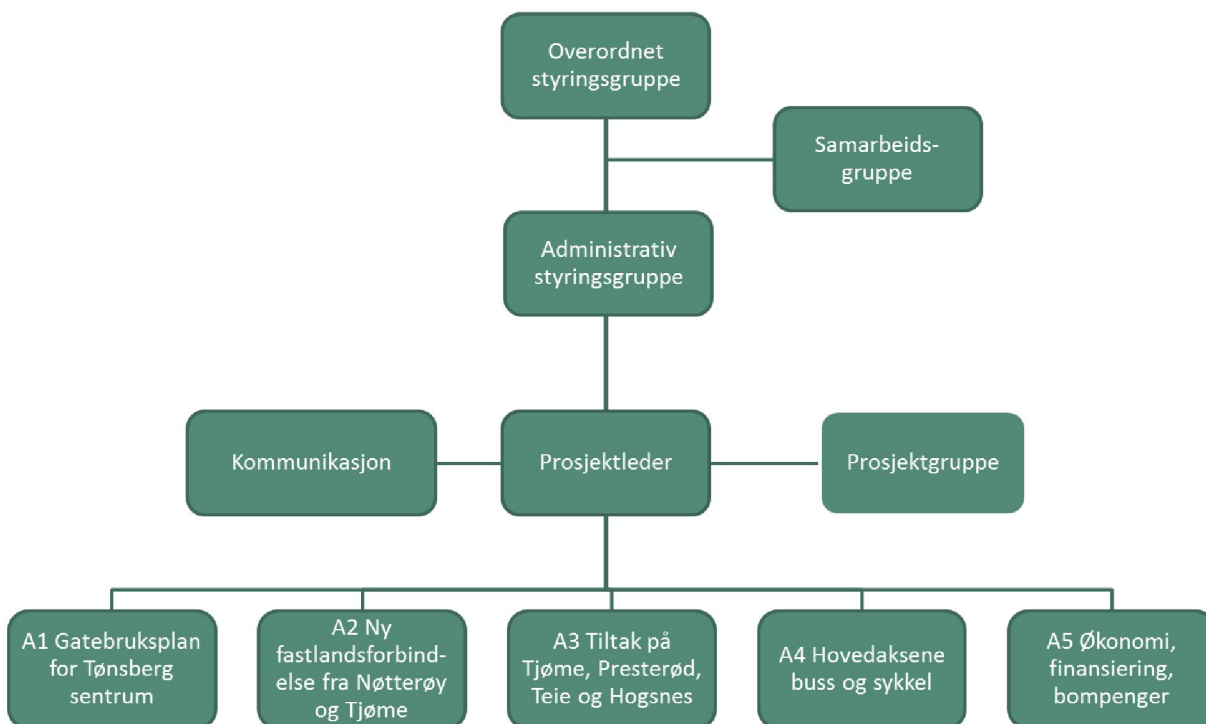 Overordnet
styringsgruppe
Samarbeids-
gruppe
Administrativ
styringsgruppe
Kommunikasjon
Prosjektleder
Prosjektgruppe
A1 Gatebruksplan
for Tønsberg
sentrum
A2 Ny
fastlandsforbind-
else fra Nøtterøy
og Tjøme
A3 Tiltak på
Tjøme, Presterød,
Teie og Hogsnes
A4 Hovedaksene
buss og sykkel
A5 Økonomi,
finansiering,
bompenger